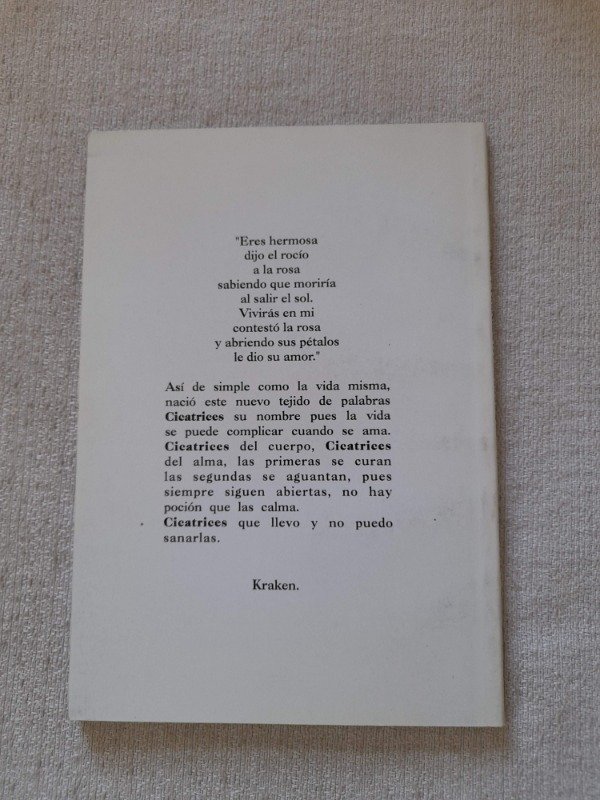 "Eres hermosa
dijo el rocío
a la rosa
sabiendo que moriría
al salir el sol.
Vivirás en mi
contestó la rosa
y abriendo sus pétalos
le dio su amor."
Así de simple como la vida misma,
nació este nuevo tejido de palabras
Cicatrices su nombre pues la vida
se puede complicar cuando se ama.
Cicatrices del cuerpo, Cicatrices
del alma, las primeras se curan
las segundas se aguantan, pues
siempre siguen abiertas, no hay
poción que las calma.
Cicatrices que llevo y no puedo
sanarlas.
Kraken.